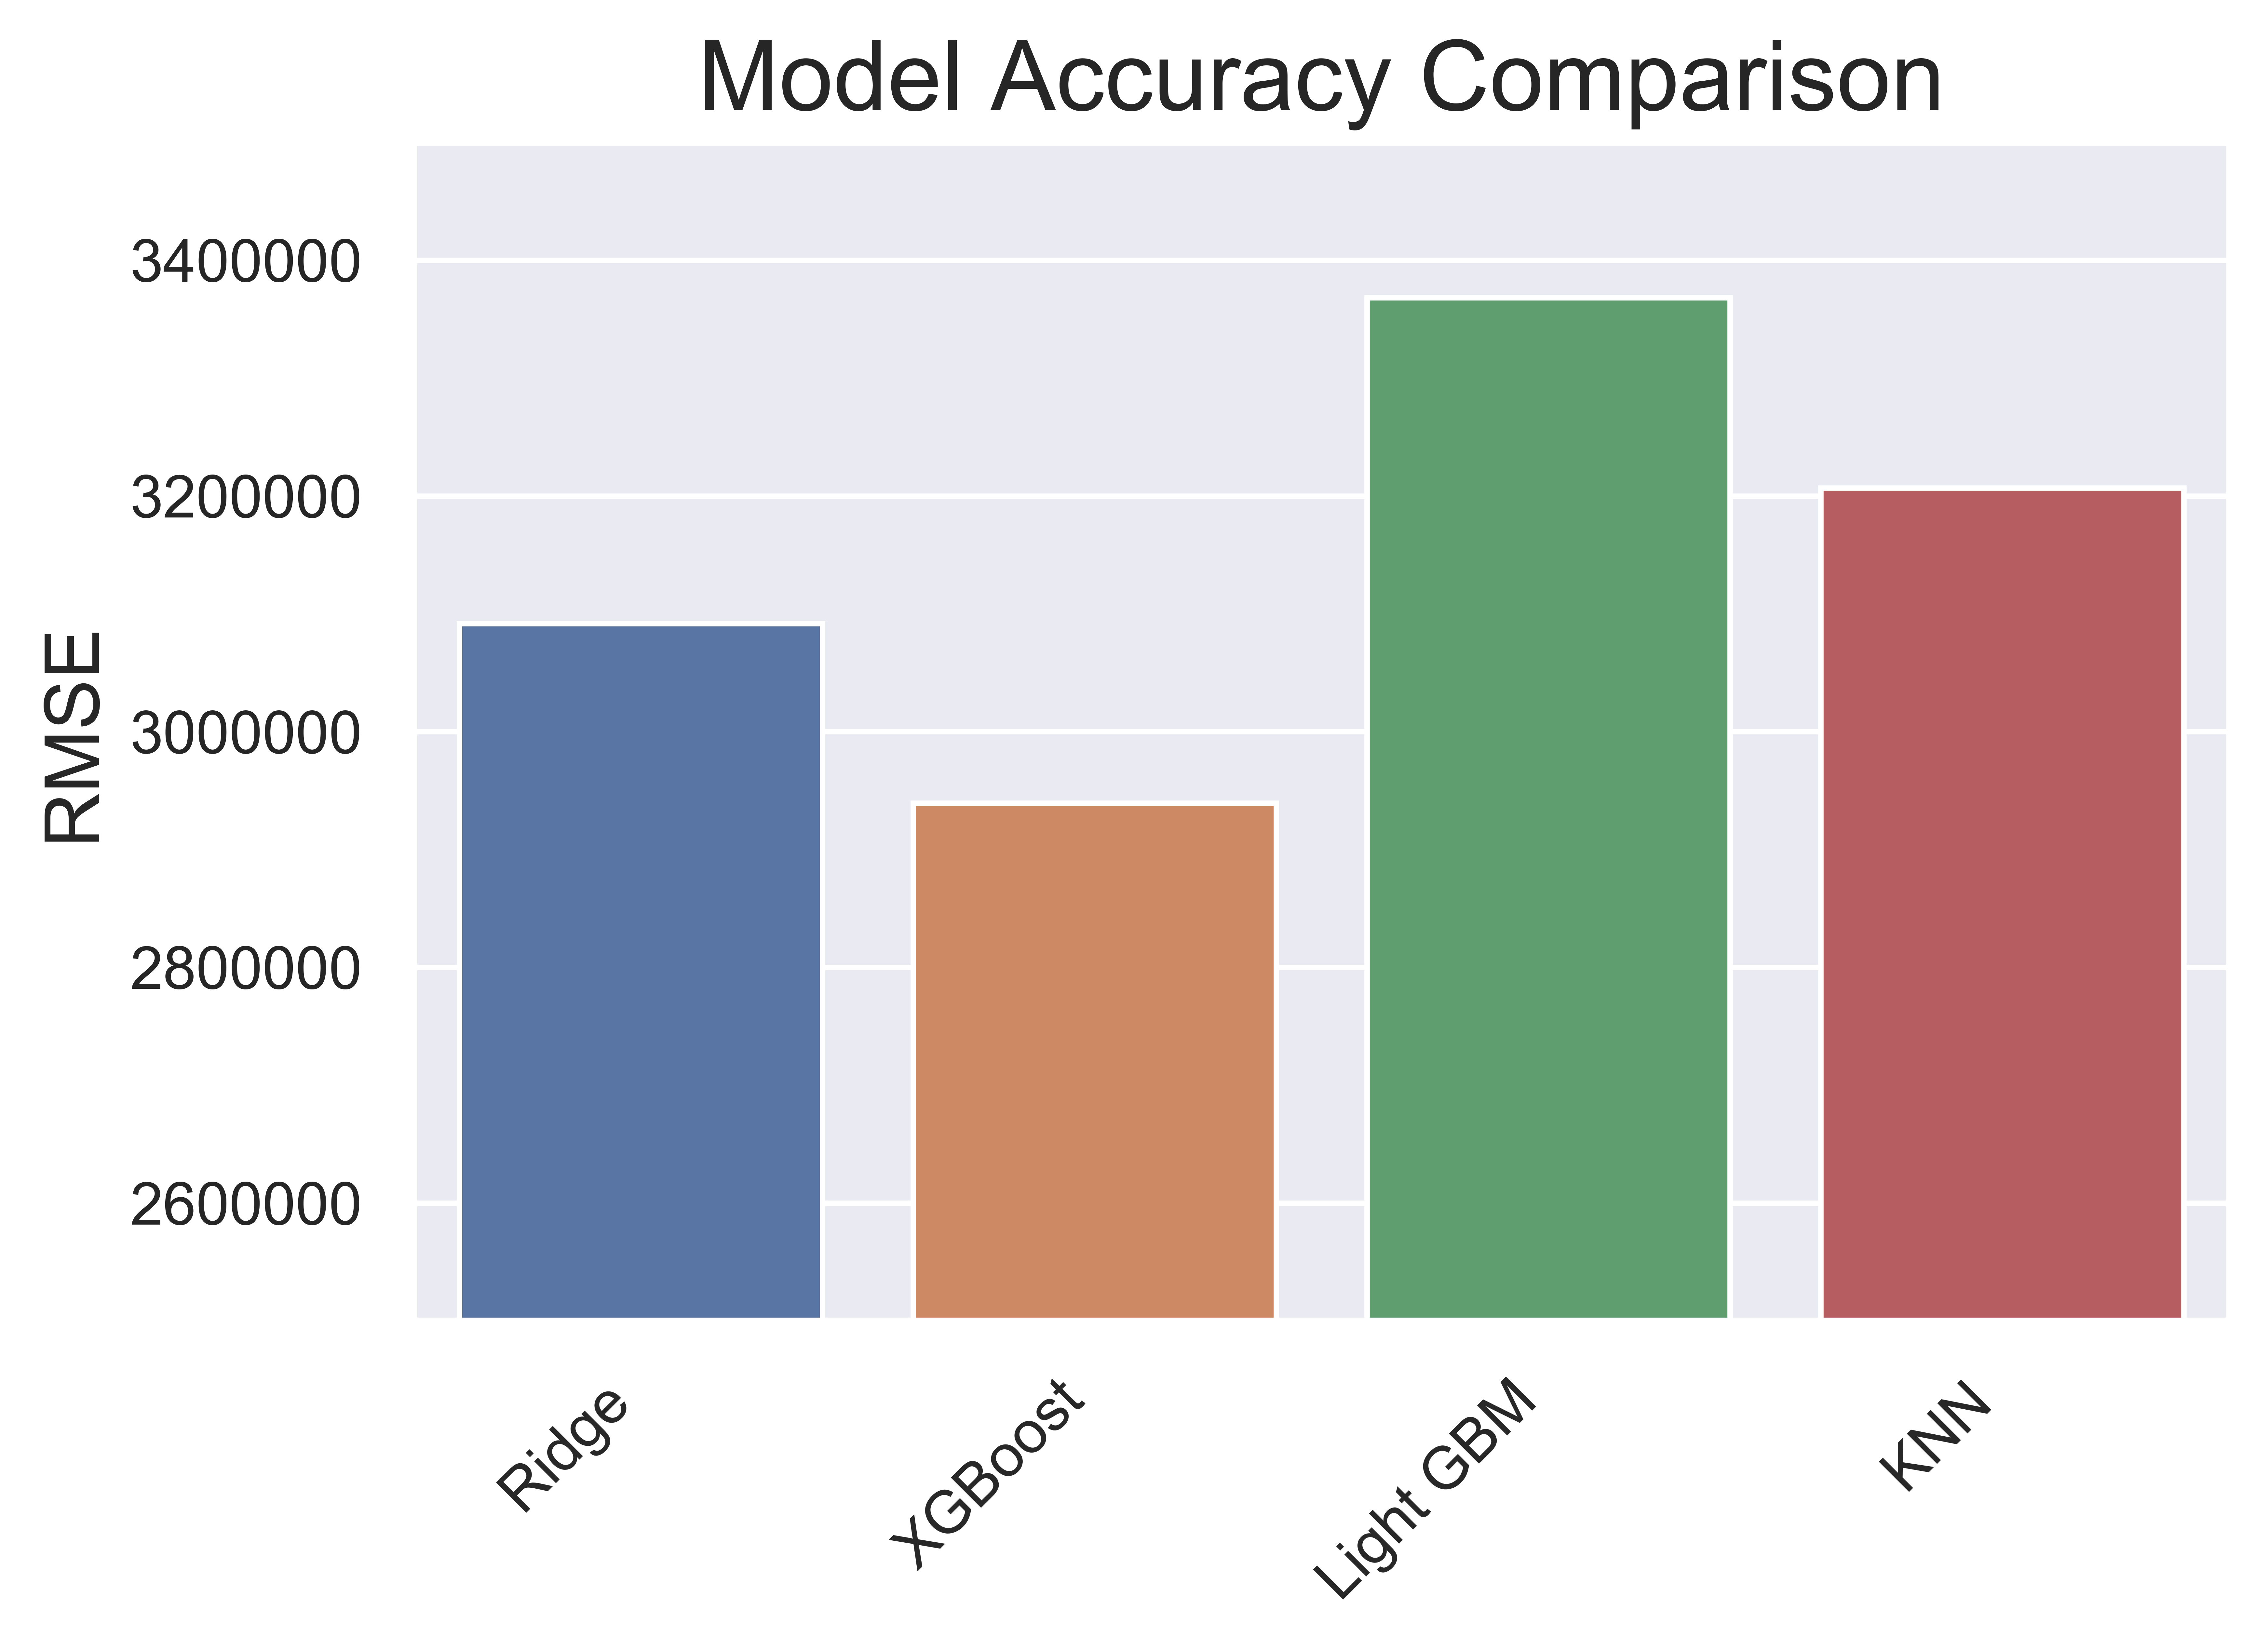 Model Accuracy Comparison
3400000
3200000
3000000
2800000
2600000
RMSE
Ridge
XGBoost
Light GBM
KNN